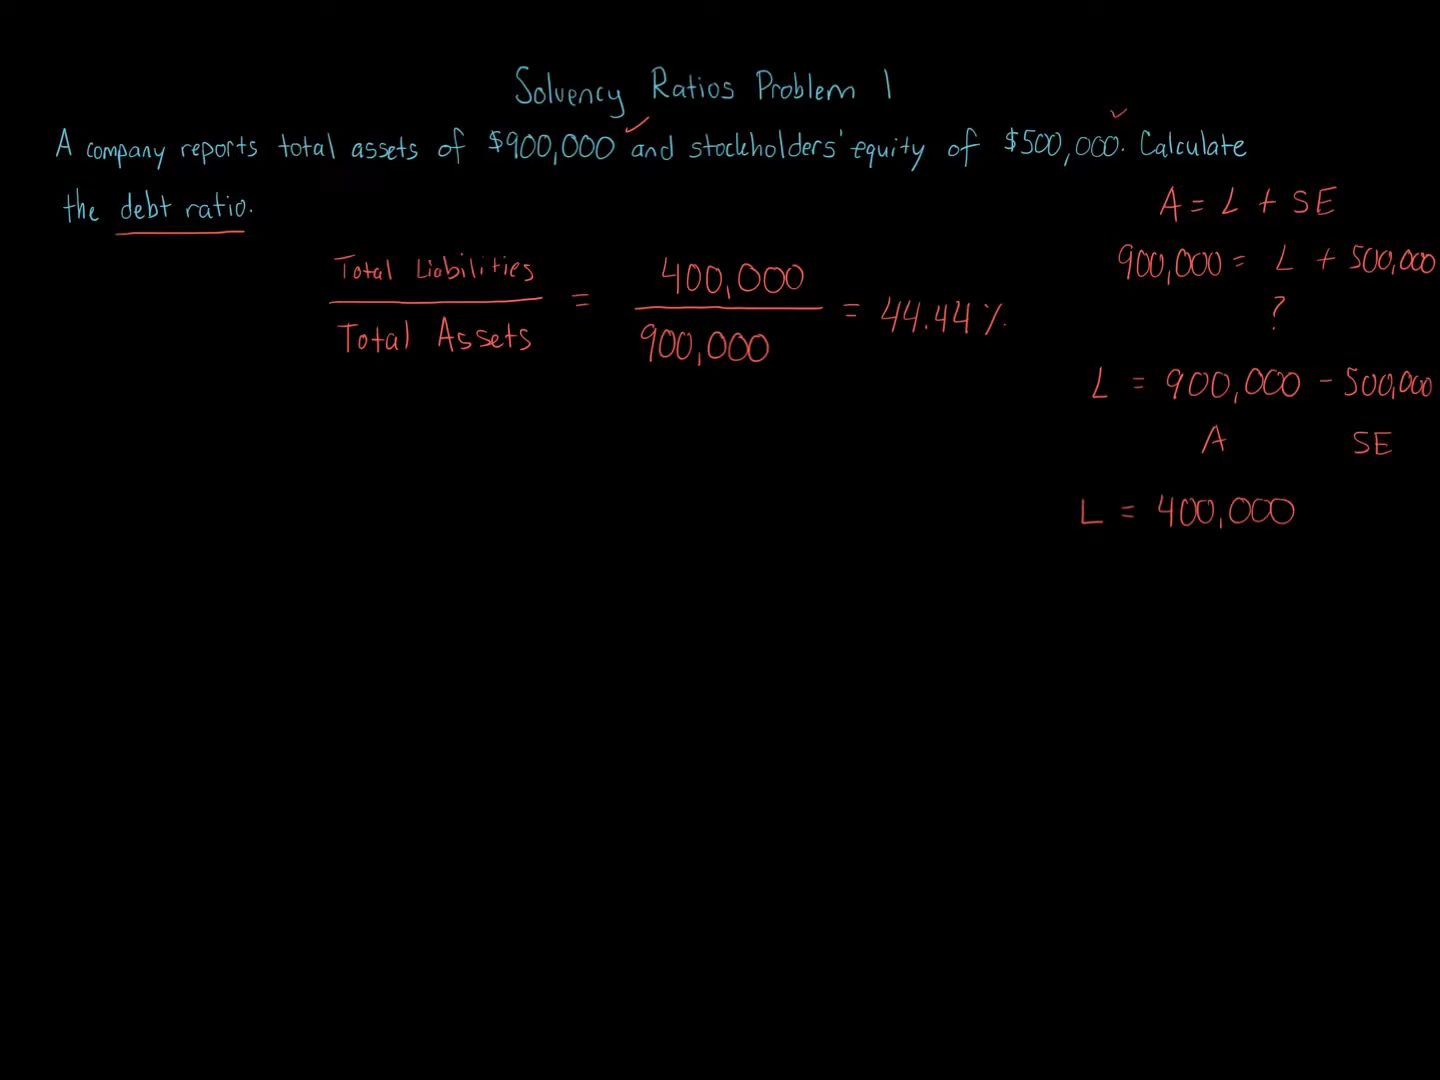 Solvency Ratios Problem 1
A company reports total assets of $900,000 and stockholders' equity of $500,000. Calculate
the debt ratio.
A = L + SE
900,000 = L + 500,000
?
Total Liabilities
Total Assets
=
400,000
900,000
= 44.44%
L = 900,000 - 500,000
A SE
L = 400,000